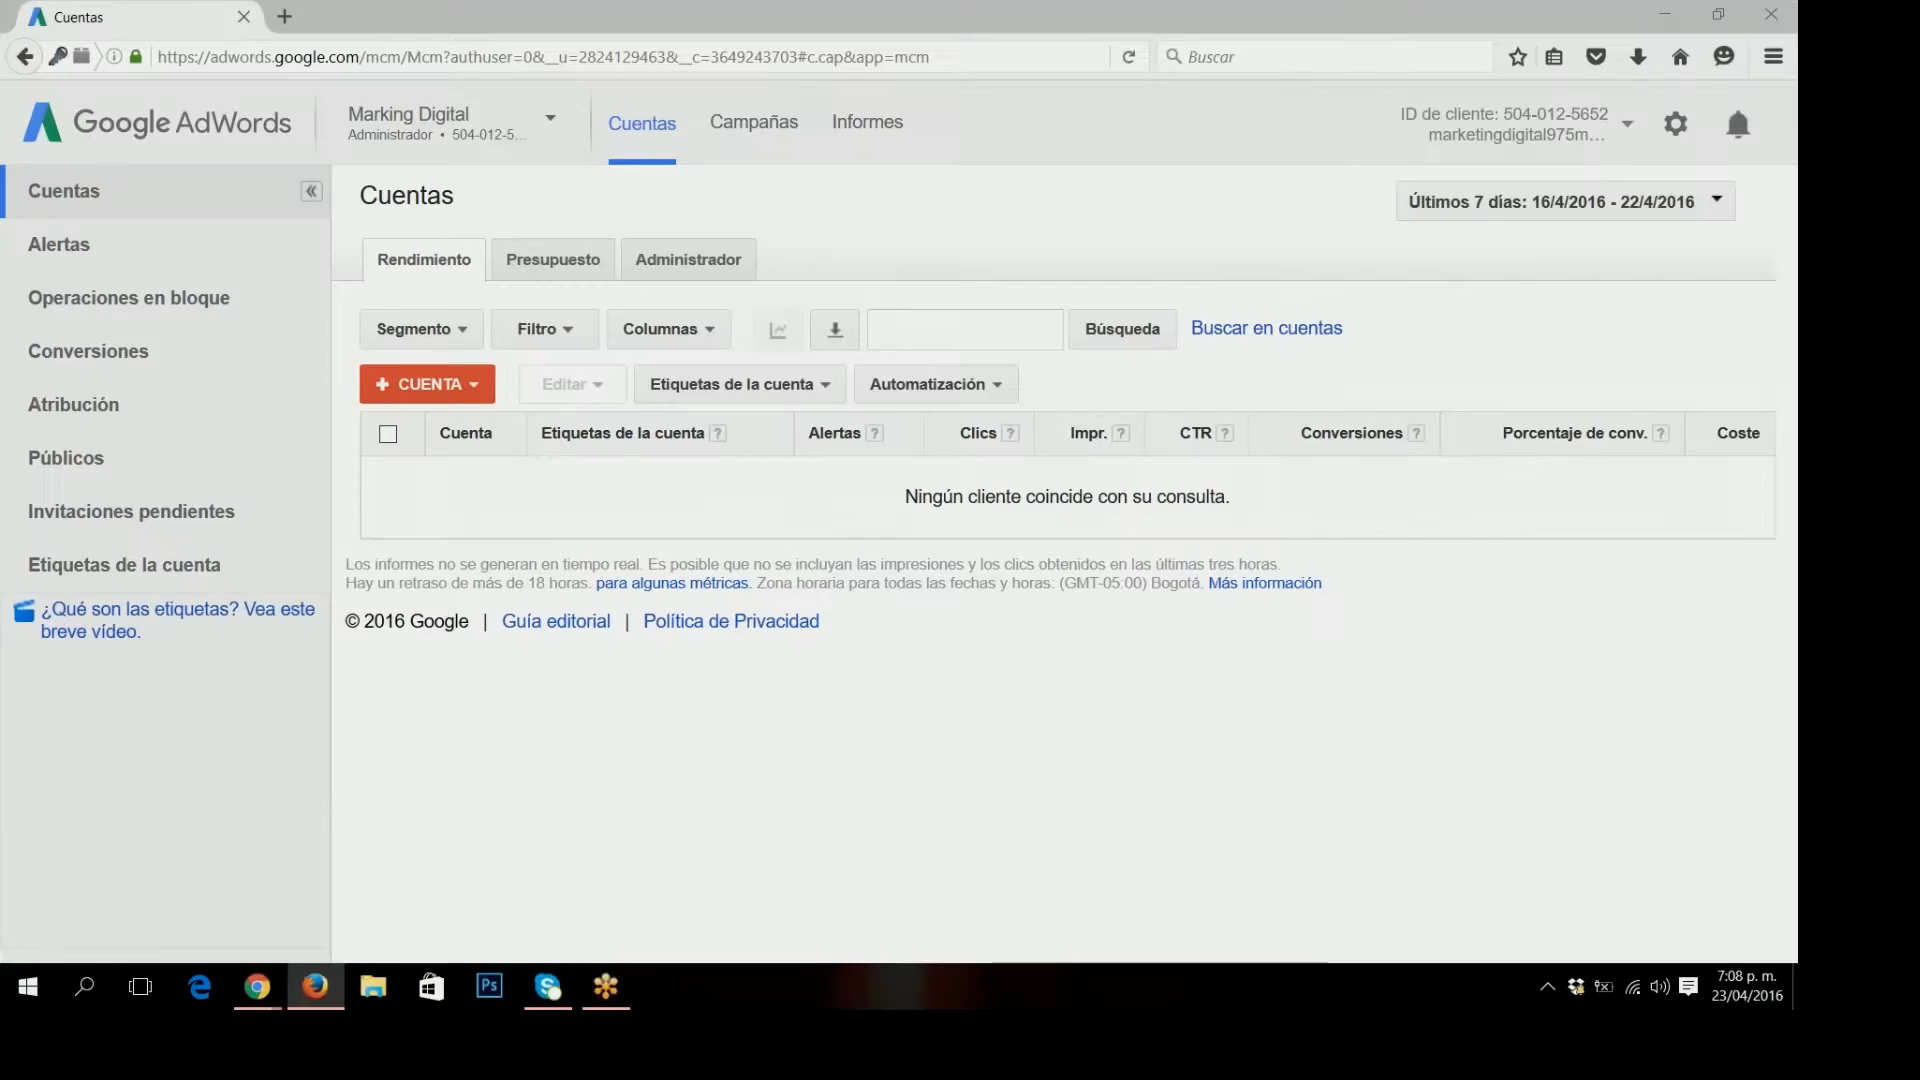 Cuentas
https://adwords.google.com/mcm/Mcm?authuser=0&__u=2824129463&__c=3649243703#c.cap&app=mcm
Buscar
Google AdWords
Marking Digital
Administrador • 504-012-5...
Cuentas
Campañas
Informes
ID de cliente: 504-012-5652
marketingdigital975m...
Cuentas
Alertas
Operaciones en bloque
Conversiones
Atribución
Públicos
Invitaciones pendientes
Etiquetas de la cuenta
¿Qué son las etiquetas? Vea este
breve vídeo.
Cuentas
Últimos 7 días: 16/4/2016 - 22/4/2016
Rendimiento Presupuesto Administrador
Segmento Filtro Columnas Búsqueda Buscar en cuentas
+ CUENTA Editar Etiquetas de la cuenta Automatización
Cuenta Etiquetas de la cuenta ? Alertas ? Clics ? Impr. ? CTR ? Conversiones ? Porcentaje de conv. ? Coste
Ningún cliente coincide con su consulta.
Los informes no se generan en tiempo real. Es posible que no se incluyan las impresiones y los clics obtenidos en las últimas tres horas.
Hay un retraso de más de 18 horas. para algunas métricas. Zona horaria para todas las fechas y horas: (GMT-05:00) Bogotá. Más información
© 2016 Google | Guía editorial | Política de Privacidad
Ps
7:08 p. m.
23/04/2016